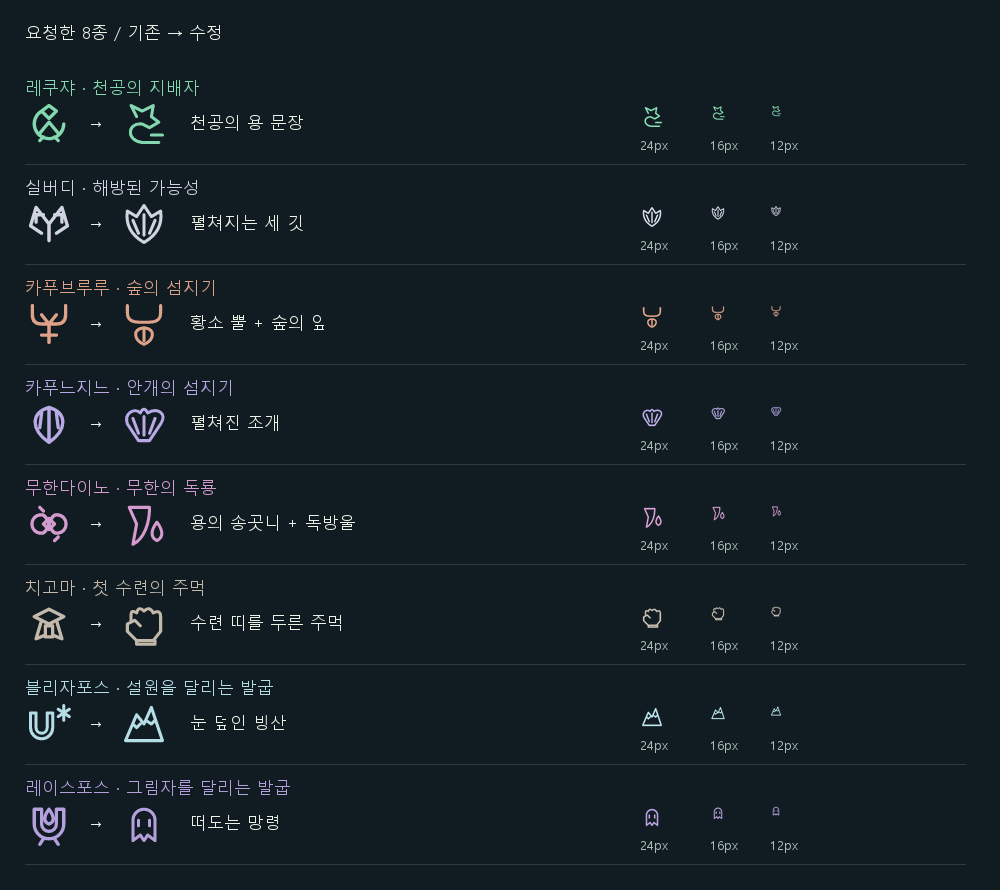 요청한 8종 / 기존 → 수정
레쿠쟈 · 천공의 지배자
→ 천공의 용 문장
24px 16px 12px
실버디 · 해방된 가능성
→ 펼쳐지는 세 깃
24px 16px 12px
카푸브루루 · 숲의 섬지기
→ 황소 뿔 + 숲의 잎
24px 16px 12px
카푸느지느 · 안개의 섬지기
→ 펼쳐진 조개
24px 16px 12px
무한다이노 · 무한의 독룡
→ 용의 송곳니 + 독방울
24px 16px 12px
치고마 · 첫 수련의 주먹
→ 수련 띠를 두른 주먹
24px 16px 12px
블리자포스 · 설원을 달리는 발굽
→ 눈 덮인 빙산
24px 16px 12px
레이스포스 · 그림자를 달리는 발굽
→ 떠도는 망령
24px 16px 12px